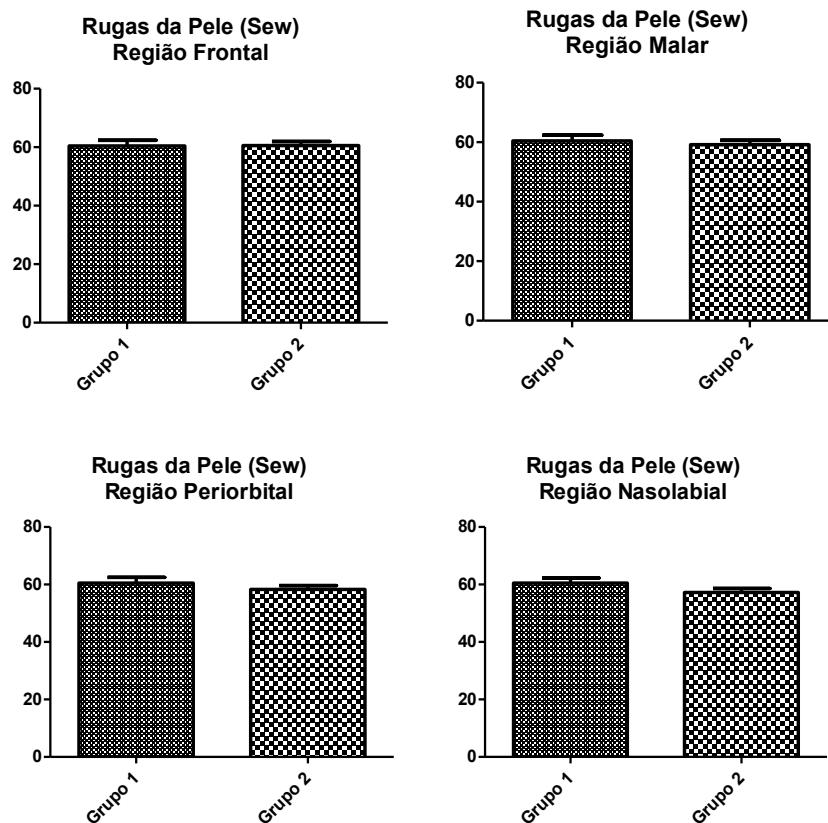 Rugas da Pele (Sew)
Região Frontal
80
60
40
20
0
Grupo 1
Grupo 2
Rugas da Pele (Sew)
Região Malar
80
60
40
20
0
Grupo 1
Grupo 2
Rugas da Pele (Sew)
Região Periorbital
80
60
40
20
0
Grupo 1
Grupo 2
Rugas da Pele (Sew)
Região Nasolabial
80
60
40
20
0
Grupo 1
Grupo 2